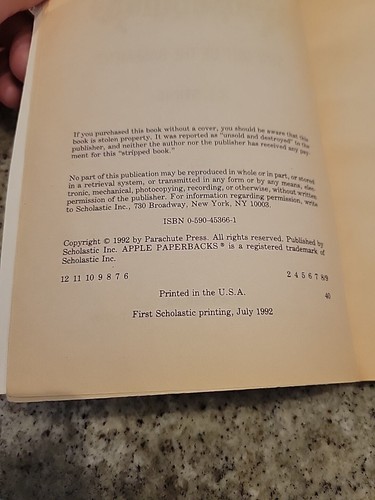 If you purchased this book without a cover, you should be aware that this
book is stolen property. It was reported as "unsold and destroyed" to the
publisher, and neither the author nor the publisher has received any pay-
ment for this "stripped book."
No part of this publication may be reproduced in whole or in part, or stored
in a retrieval system, or transmitted in any form or by any means, elec-
tronic, mechanical, photocopying, recording, or otherwise, without written
permission of the publisher. For information regarding permission, write
to Scholastic Inc., 730 Broadway, New York, NY 10003.
ISBN 0-590-45366-1
Copyright © 1992 by Parachute Press. All rights reserved. Published by
Scholastic Inc. APPLE PAPERBACKS ® is a registered trademark of
Scholastic Inc.
12 11 10 9 8 7 6 2 4 5 6 7 8/9
Printed in the U.S.A. 40
First Scholastic printing, July 1992